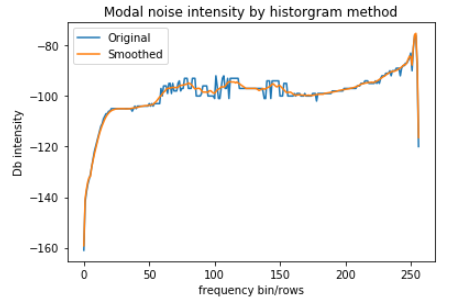 Modal noise intensity by historgram method
Original
Smoothed
Db intensity
−80
−100
−120
−140
−160
0 50 100 150 200 250
frequency bin/rows